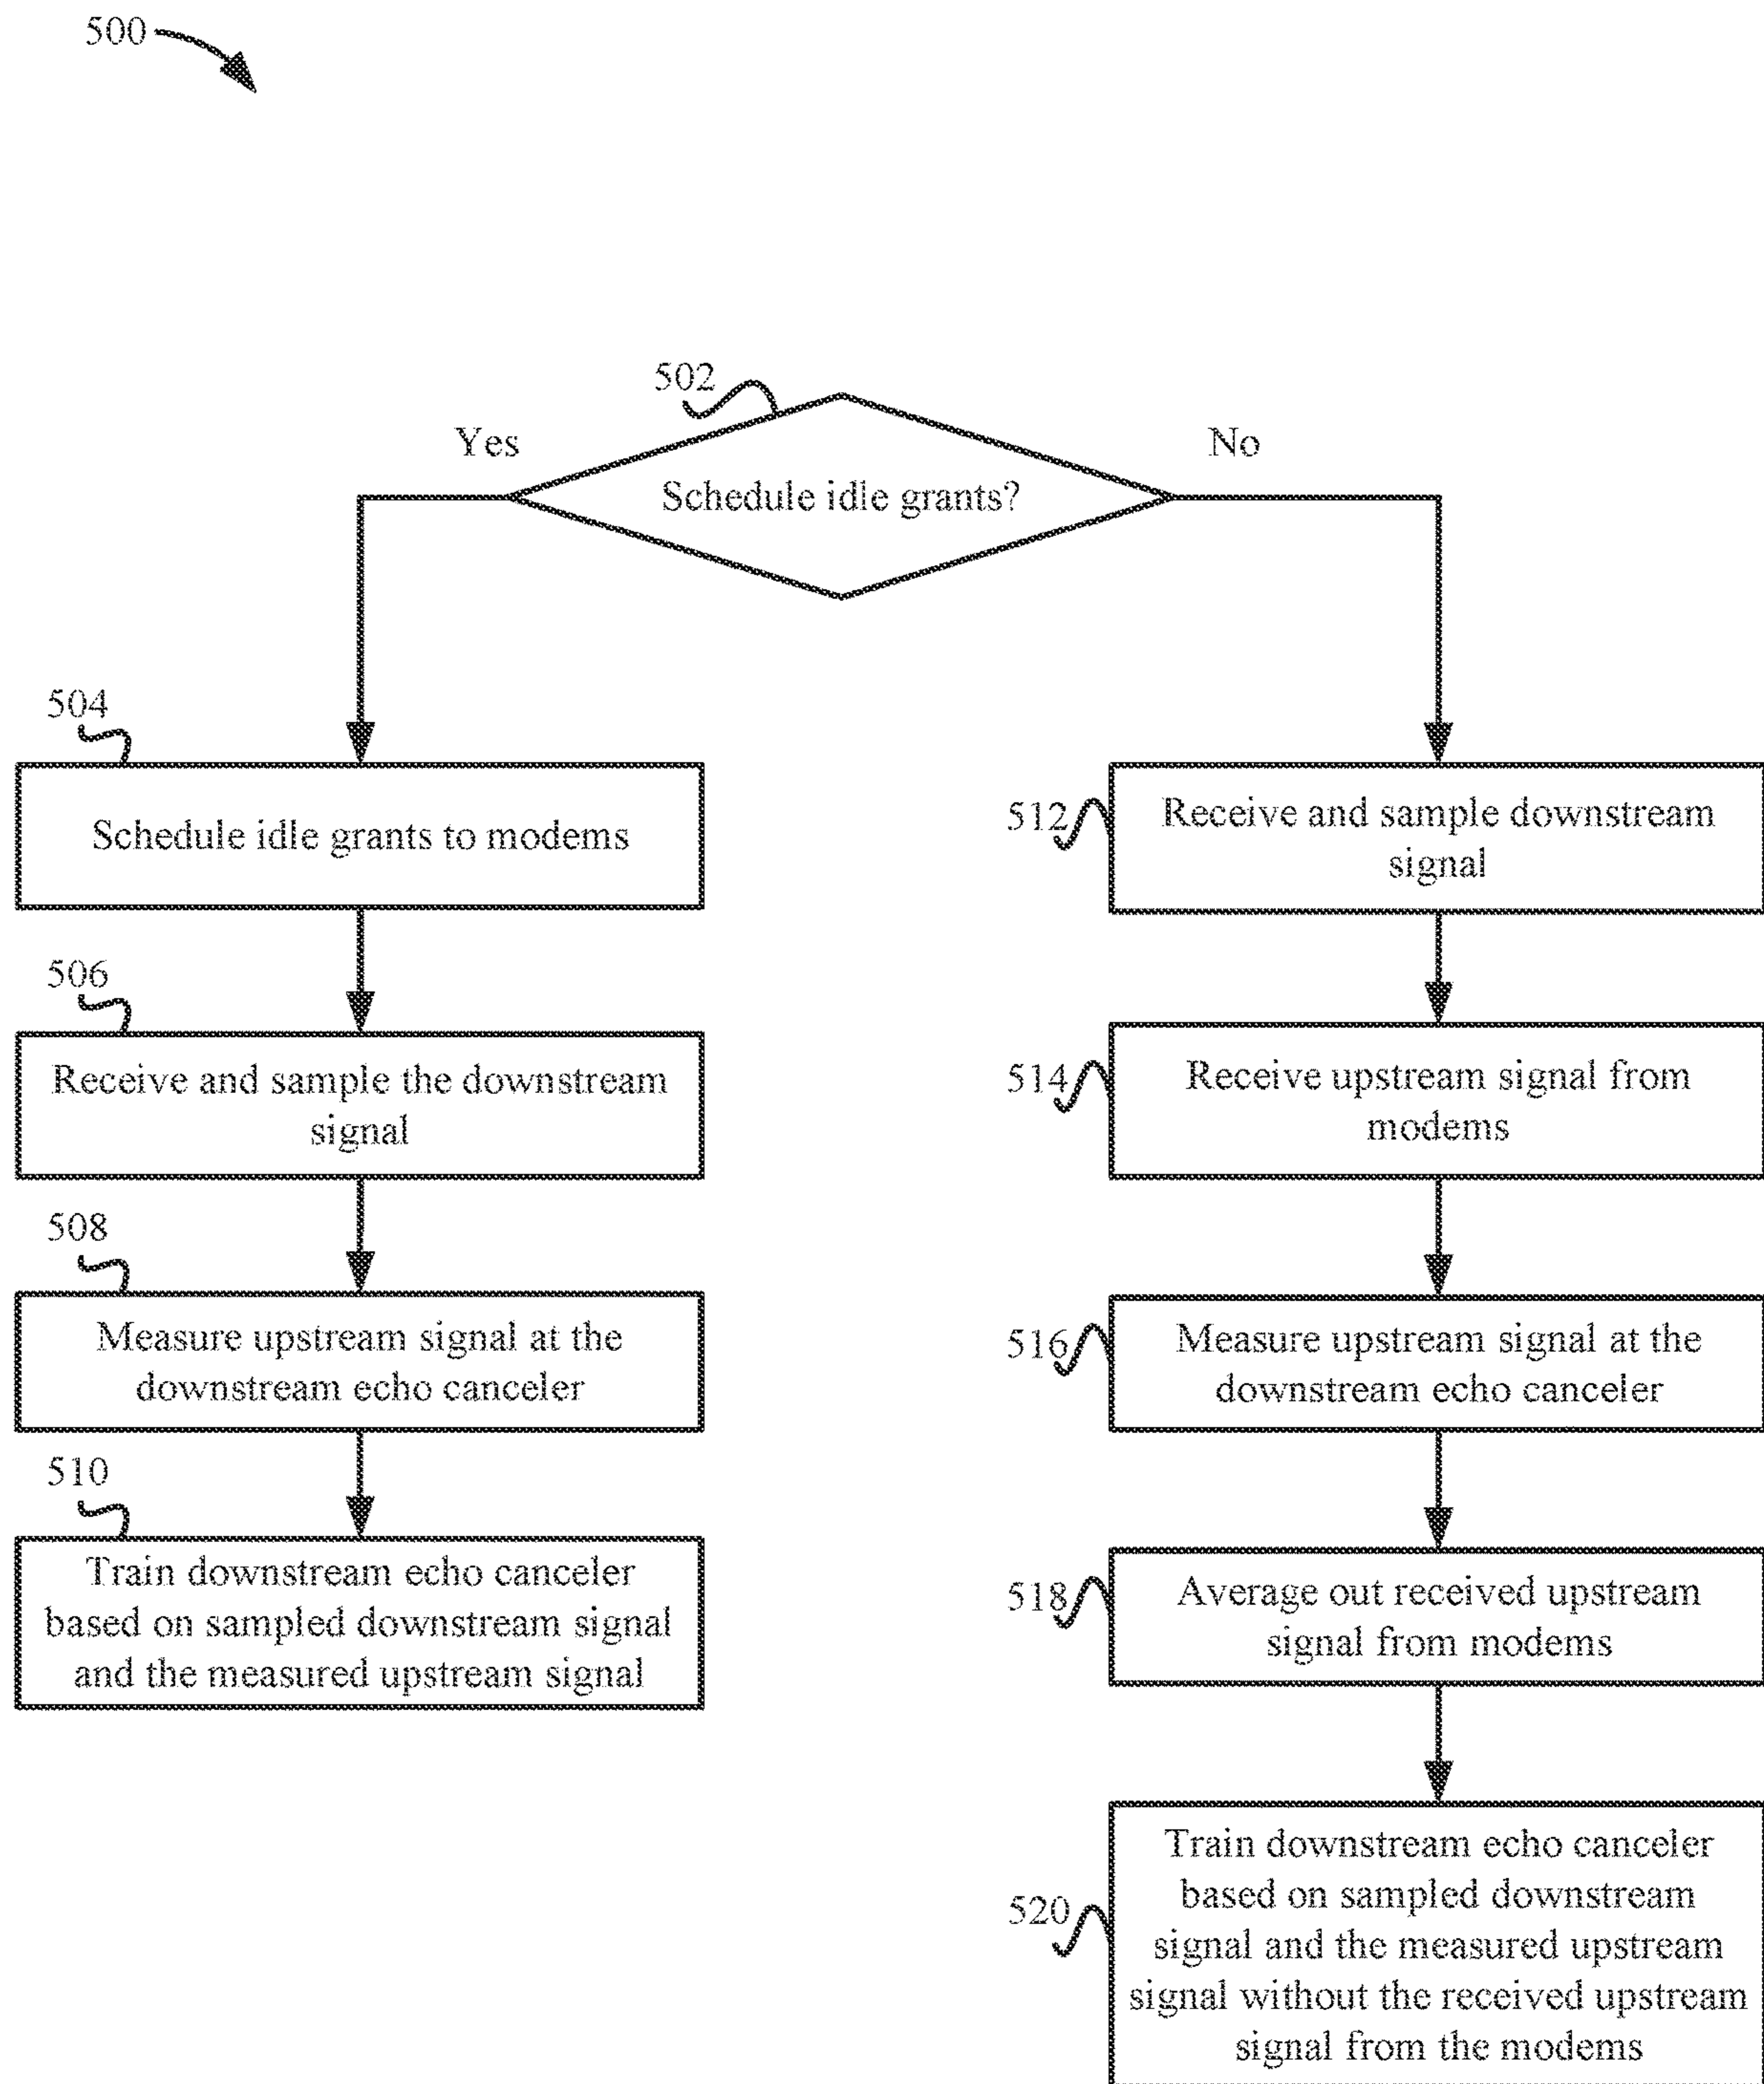 500
502
Yes
No
Schedule idle grants?
504
Schedule idle grants to modems
506
Receive and sample the downstream
signal
508
Measure upstream signal at the
downstream echo canceler
510
Train downstream echo canceler
based on sampled downstream signal
and the measured upstream signal
512
Receive and sample downstream
signal
514
Receive upstream signal from
modems
516
Measure upstream signal at the
downstream echo canceler
518
Average out received upstream
signal from modems
520
Train downstream echo canceler
based on sampled downstream
signal and the measured upstream
signal without the received upstream
signal from the modems